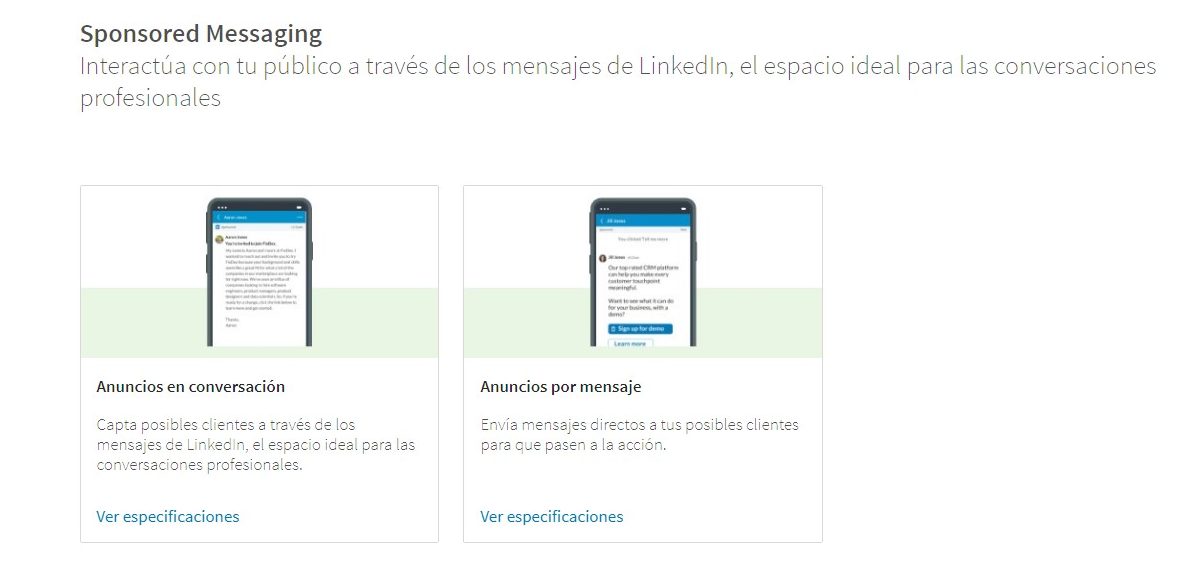 Sponsored Messaging
Interactúa con tu público a través de los mensajes de LinkedIn, el espacio ideal para las conversaciones
profesionales
Aaron Jones
Aaron Jones
You're invited to join FixDex
Thanks,
Aaron
Jill Jones
You clicked Tell me more
Jill Jones
Our top rated CRM platform
can help you make every
customer touchpoint
meaningful.
Want to see what it can do
for your business, with a
demo?
Sign up for demo
Learn more
Anuncios en conversación
Capta posibles clientes a través de los
mensajes de LinkedIn, el espacio ideal para las
conversaciones profesionales.
Ver especificaciones
Anuncios por mensaje
Envía mensajes directos a tus posibles clientes
para que pasen a la acción.
Ver especificaciones